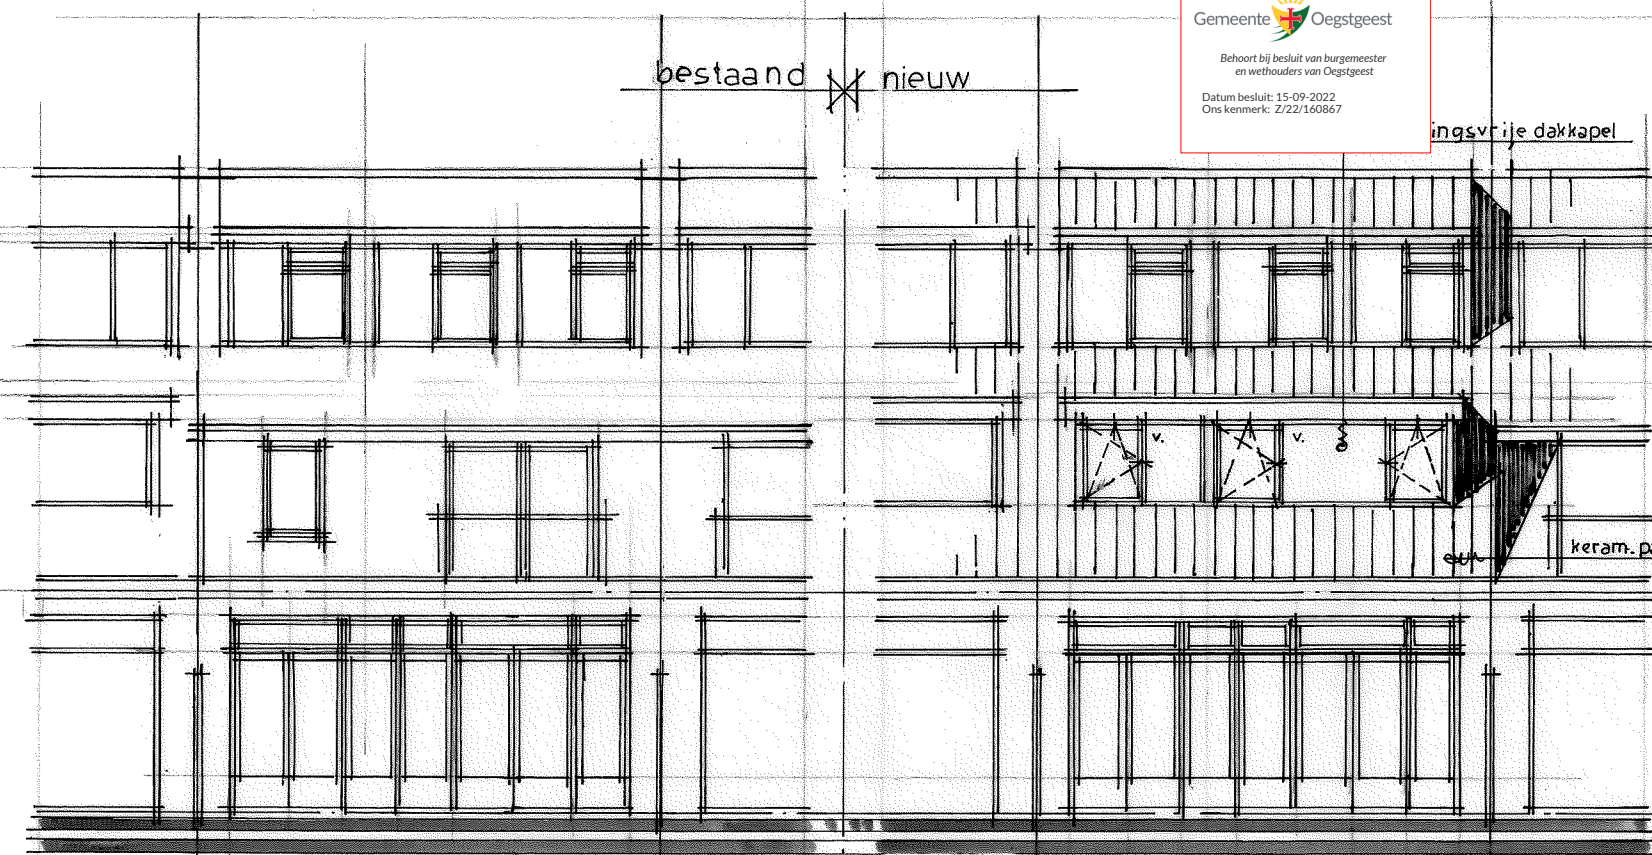 Gemeente Oegstgeest
Behoort bij besluit van burgemeester
en wethouders van Oegstgeest
Datum besluit: 15-09-2022
Ons kenmerk: Z/22/160867
bestaand nieuw
ingsvrije dakkapel
v. v.
keram. p